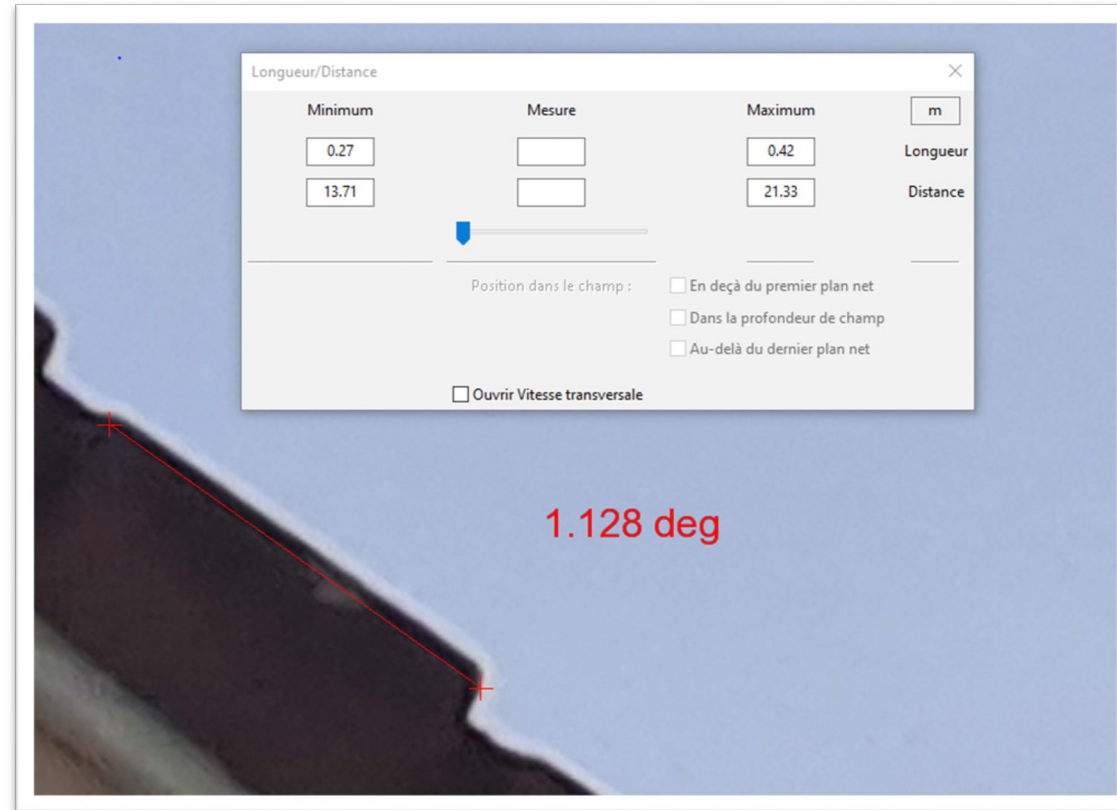 Longueur/Distance
Minimum Mesure Maximum m
0.27 0.42 Longueur
13.71 21.33 Distance
Position dans le champ : En deçà du premier plan net
Dans la profondeur de champ
Au-delà du dernier plan net
Ouvrir Vitesse transversale
1.128 deg